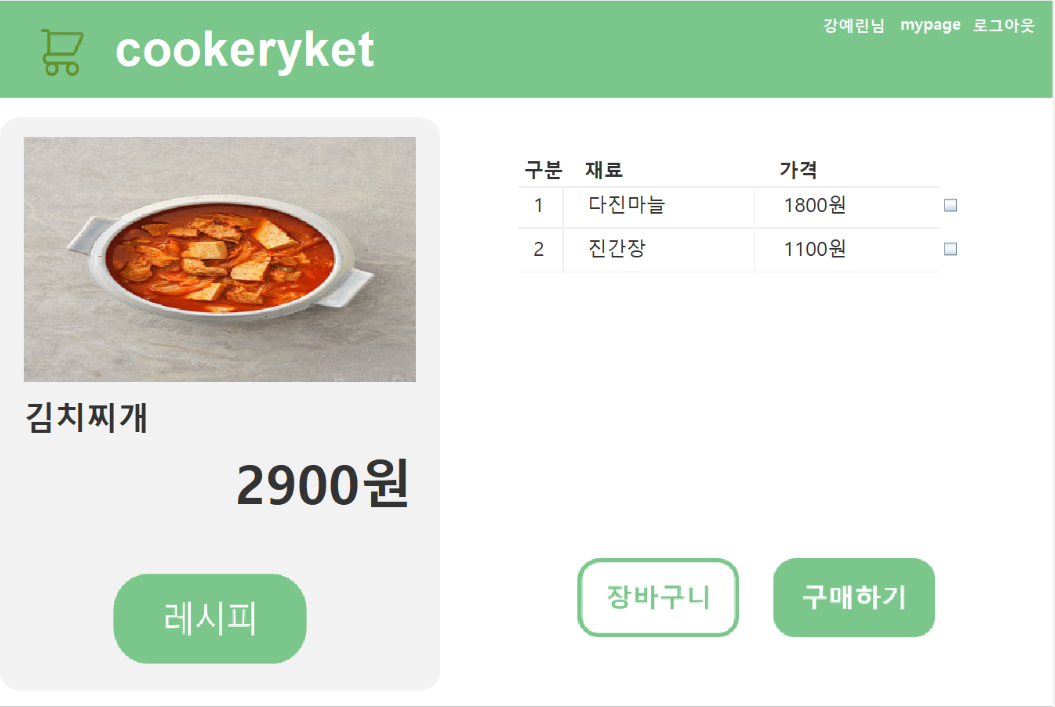 cookeryket
강예린님 mypage 로그아웃
김치찌개
2900원
레시피
구분 재료 가격
1 다진마늘 1800원
2 진간장 1100원
장바구니 구매하기